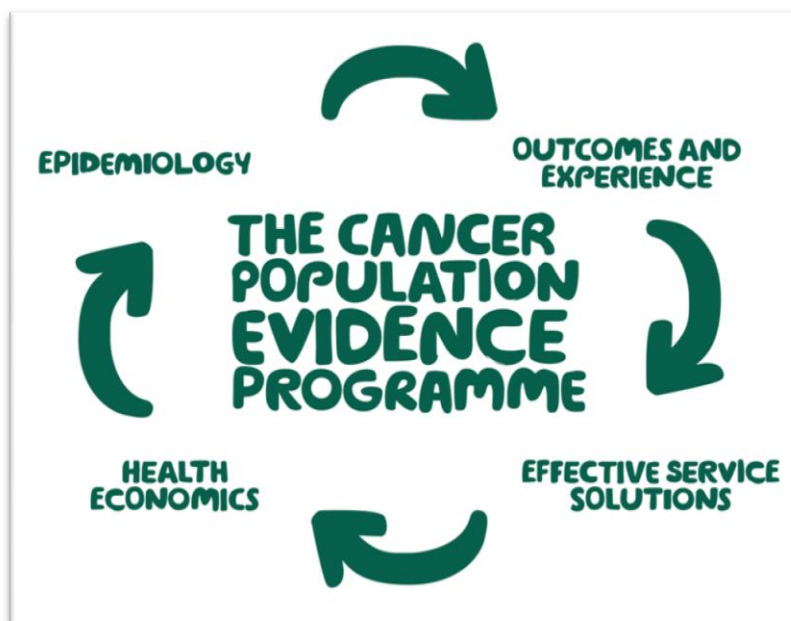 EPIDEMIOLOGY
OUTCOMES AND
EXPERIENCE
THE CANCER
POPULATION
EVIDENCE
PROGRAMME
HEALTH
ECONOMICS
EFFECTIVE SERVICE
SOLUTIONS